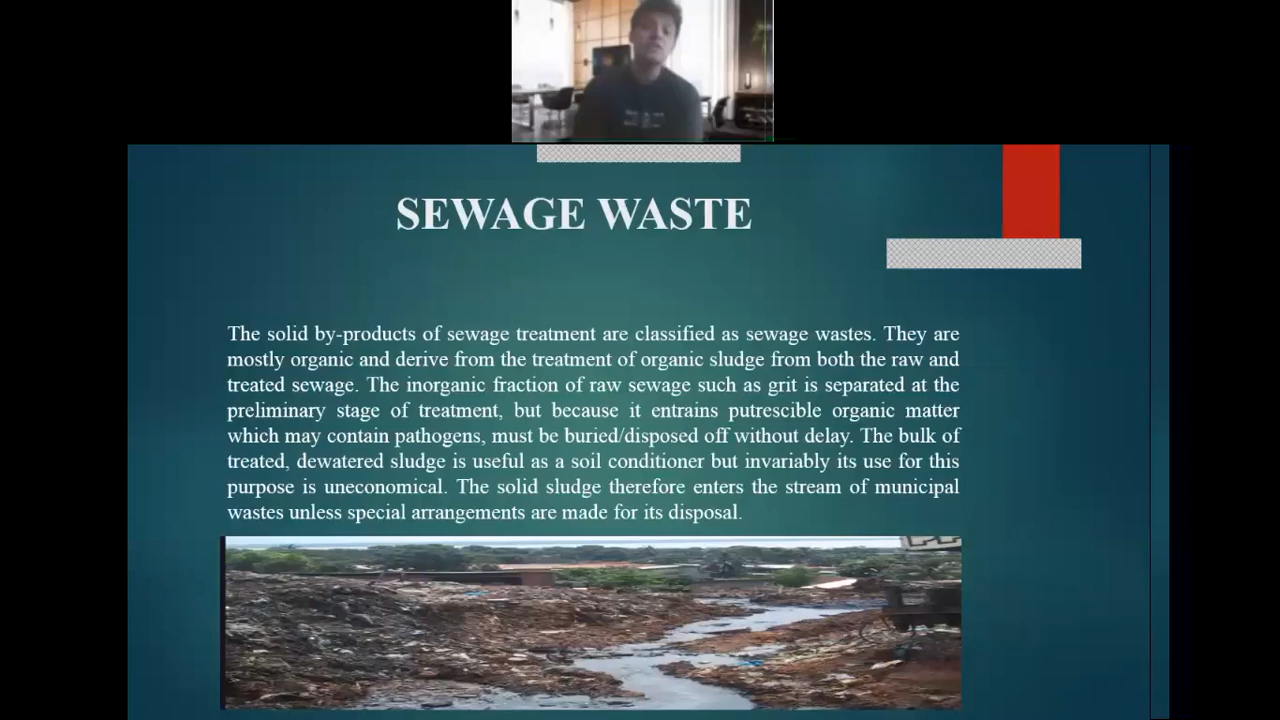 SEWAGE WASTE
The solid by-products of sewage treatment are classified as sewage wastes. They are
mostly organic and derive from the treatment of organic sludge from both the raw and
treated sewage. The inorganic fraction of raw sewage such as grit is separated at the
preliminary stage of treatment, but because it entrains putrescible organic matter
which may contain pathogens, must be buried/disposed off without delay. The bulk of
treated, dewatered sludge is useful as a soil conditioner but invariably its use for this
purpose is uneconomical. The solid sludge therefore enters the stream of municipal
wastes unless special arrangements are made for its disposal.